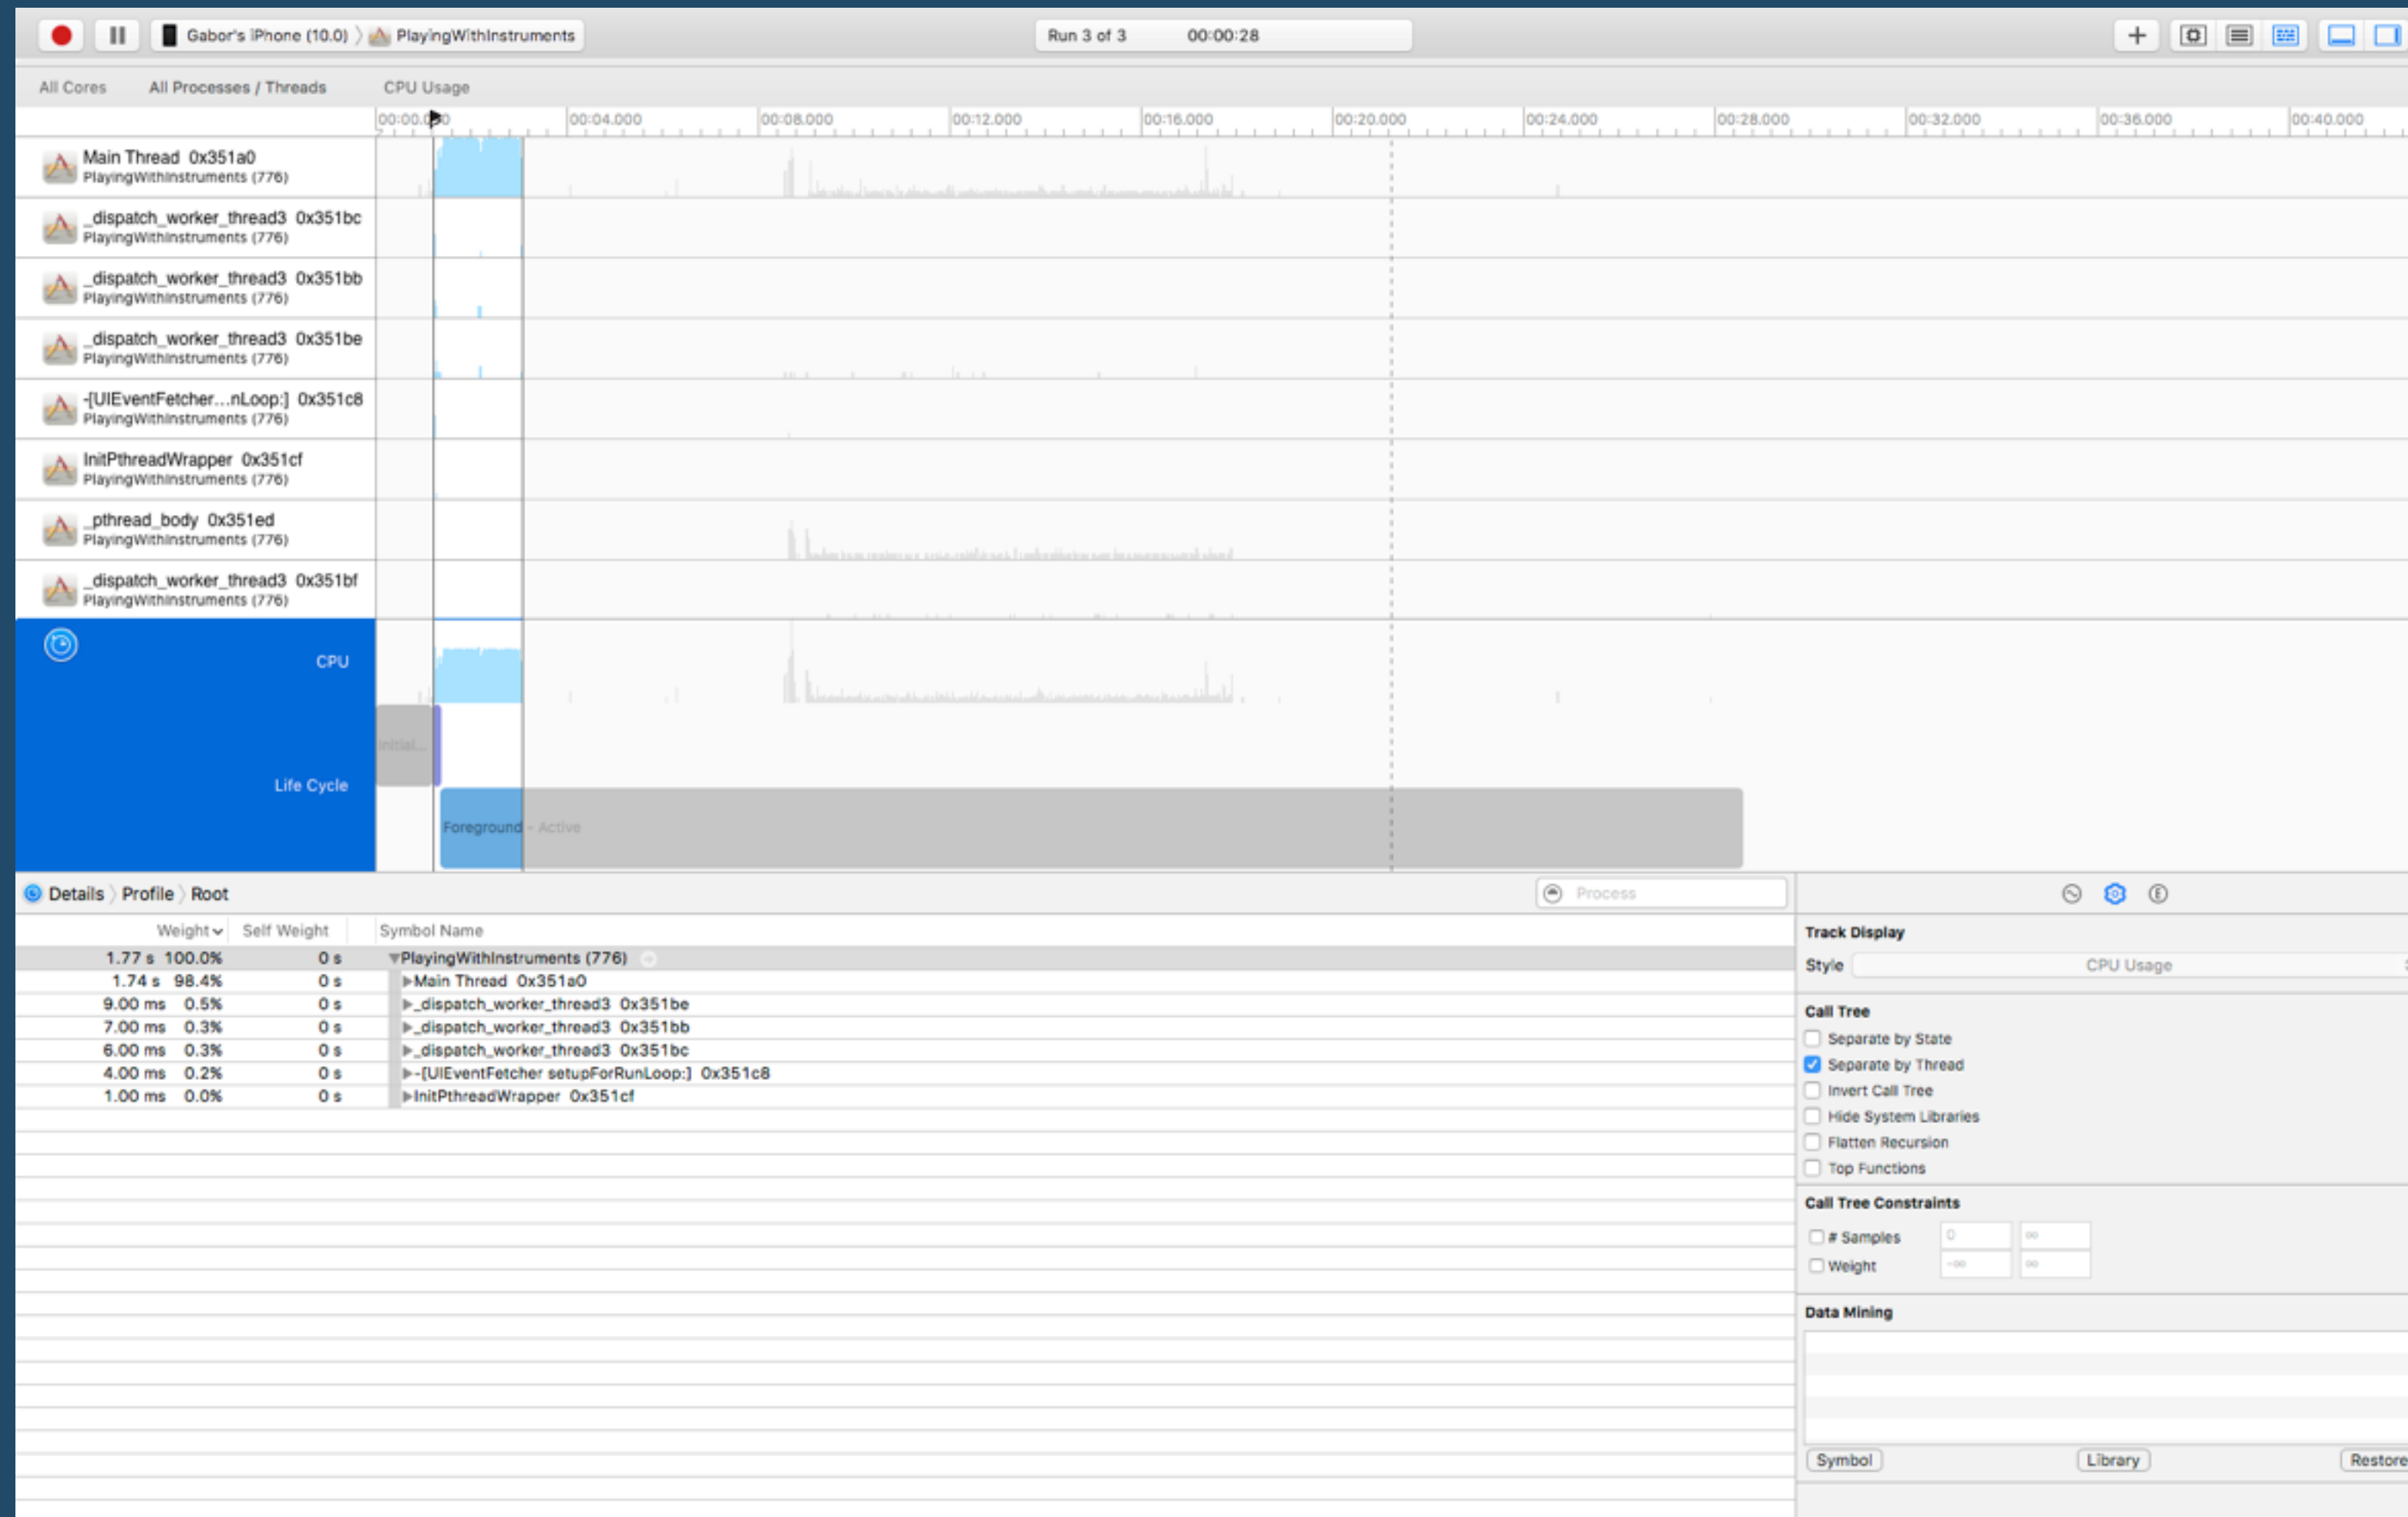 Gabor's iPhone (10.0) PlayingWithInstruments Run 3 of 3 00:00:28
All Cores All Processes / Threads CPU Usage
00:04.000 00:08.000 00:12.000 00:16.000 00:20.000 00:24.000 00:28.000 00:32.000 00:36.000 00:40.000
Main Thread 0x351a0
PlayingWithInstruments (776)
_dispatch_worker_thread3 0x351bc
PlayingWithInstruments (776)
_dispatch_worker_thread3 0x351bb
PlayingWithInstruments (776)
_dispatch_worker_thread3 0x351be
PlayingWithInstruments (776)
-[UIEventFetcher...nLoop:] 0x351c8
PlayingWithInstruments (776)
InitPthreadWrapper 0x351cf
PlayingWithInstruments (776)
_pthread_body 0x351ed
PlayingWithInstruments (776)
_dispatch_worker_thread3 0x351bf
PlayingWithInstruments (776)
CPU
Initial...
Life Cycle
Foreground - Active
Details Profile Root Process
Weight Self Weight Symbol Name
1.77 s 100.0% 0 s PlayingWithInstruments (776)
1.74 s 98.4% 0 s Main Thread 0x351a0
9.00 ms 0.5% 0 s _dispatch_worker_thread3 0x351be
7.00 ms 0.3% 0 s _dispatch_worker_thread3 0x351bb
6.00 ms 0.3% 0 s _dispatch_worker_thread3 0x351bc
4.00 ms 0.2% 0 s -[UIEventFetcher setupForRunLoop:] 0x351c8
1.00 ms 0.0% 0 s InitPthreadWrapper 0x351cf
Track Display
Style CPU Usage
Call Tree
Separate by State
Separate by Thread
Invert Call Tree
Hide System Libraries
Flatten Recursion
Top Functions
Call Tree Constraints
# Samples 0 ∞
Weight -∞ ∞
Data Mining
Symbol Library Restore